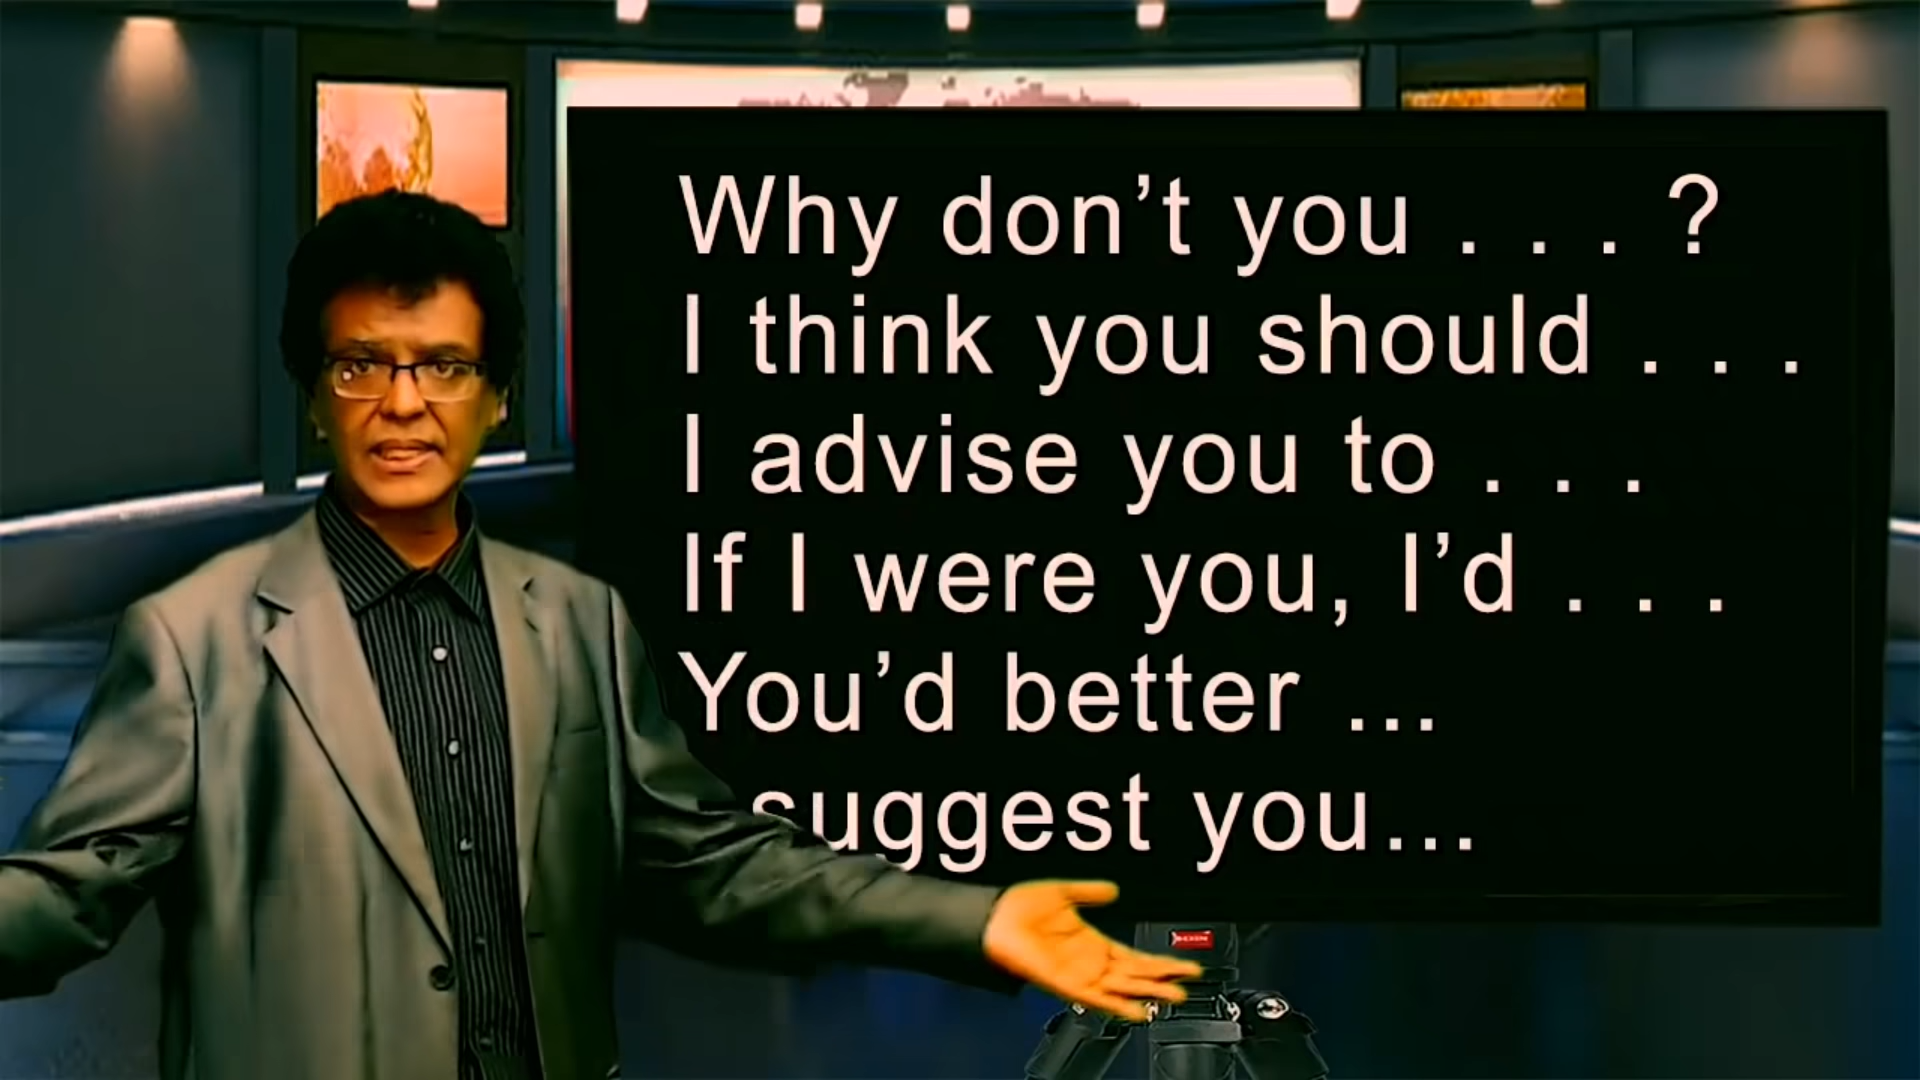 Why don’t you . . . ?
I think you should . . .
I advise you to . . .
If I were you, I’d . . .
You’d better ...
suggest you...